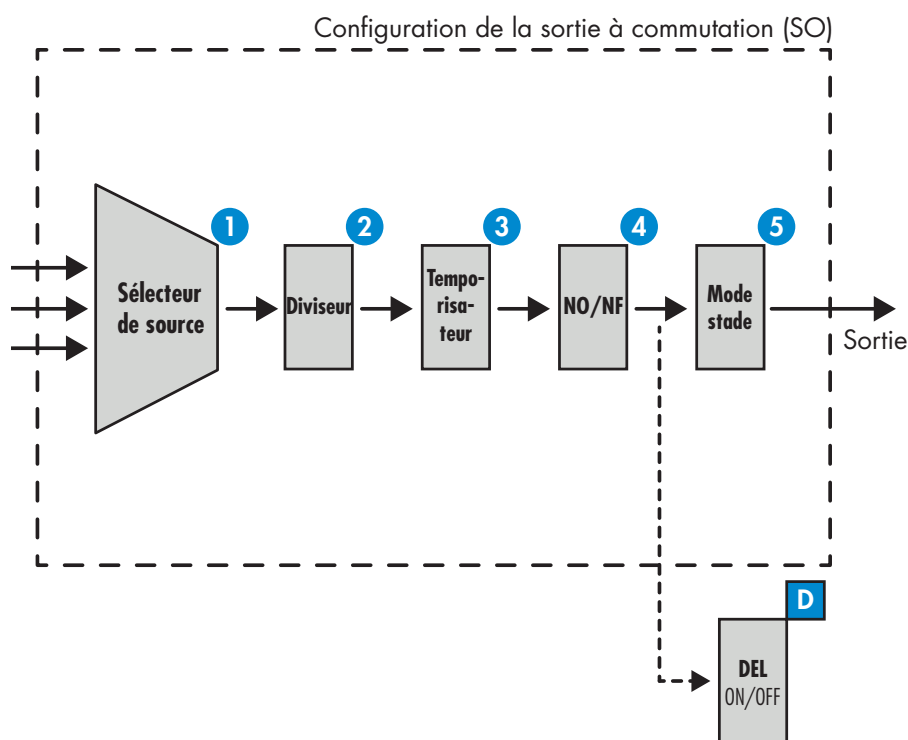 Configuration de la sortie à commutation (SO)
1
2
3
4
5
Sélecteur
de source
Diviseur
Tempo-
risa-
teur
NO/NF
Mode
stade
Sortie
D
DEL
ON/OFF